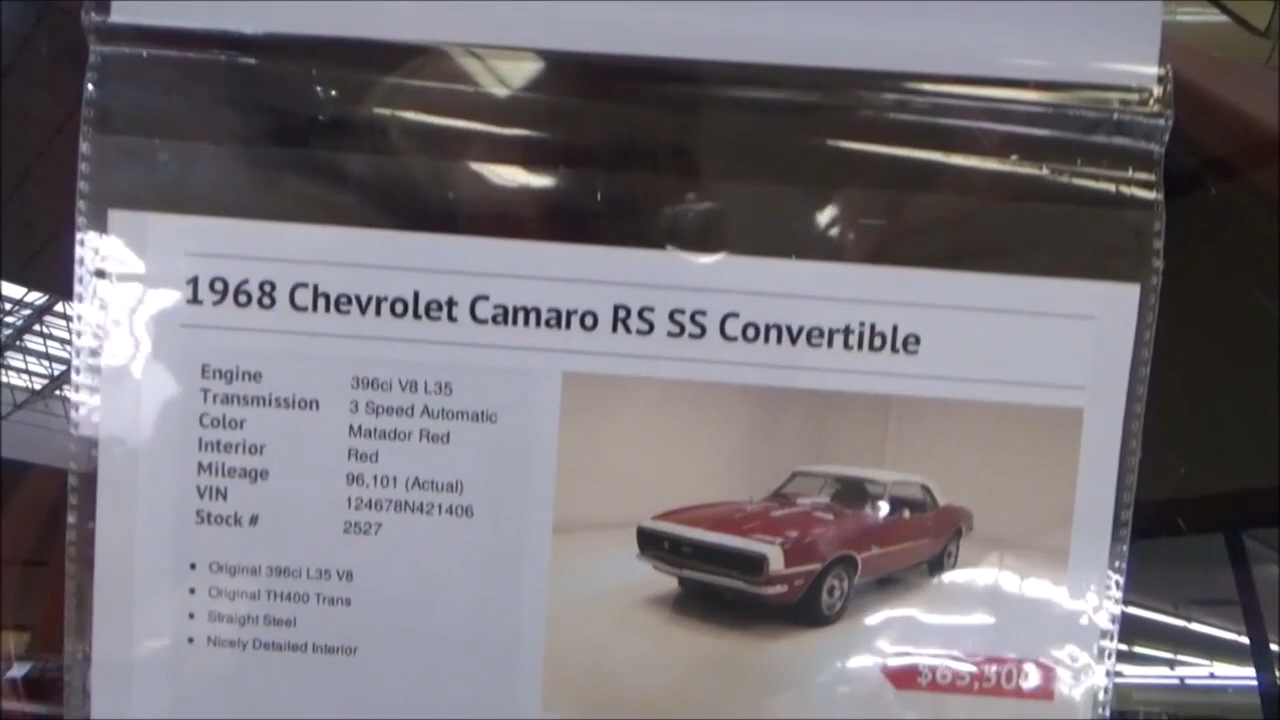 1968 Chevrolet Camaro RS SS Convertible
Engine 396ci V8 L35
Transmission 3 Speed Automatic
Color Matador Red
Interior Red
Mileage 96,101 (Actual)
VIN 124678N421406
Stock # 2527
• Original 396ci L35 V8
• Original TH400 Trans
• Straight Steel
• Nicely Detailed Interior